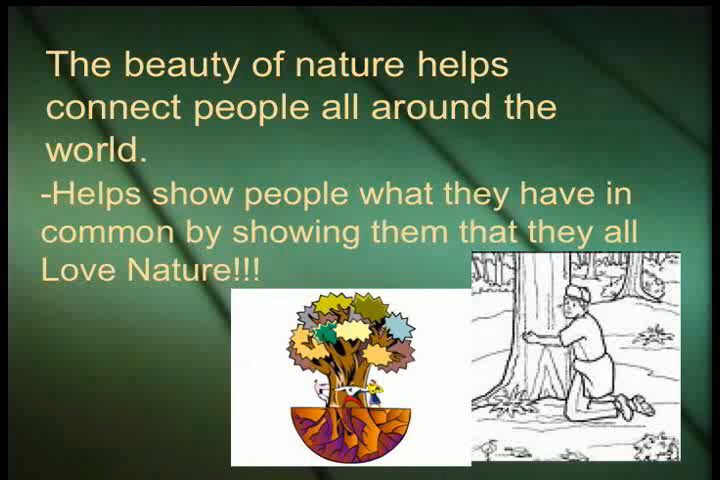 The beauty of nature helps
connect people all around the
world.
-Helps show people what they have in
common by showing them that they all
Love Nature!!!